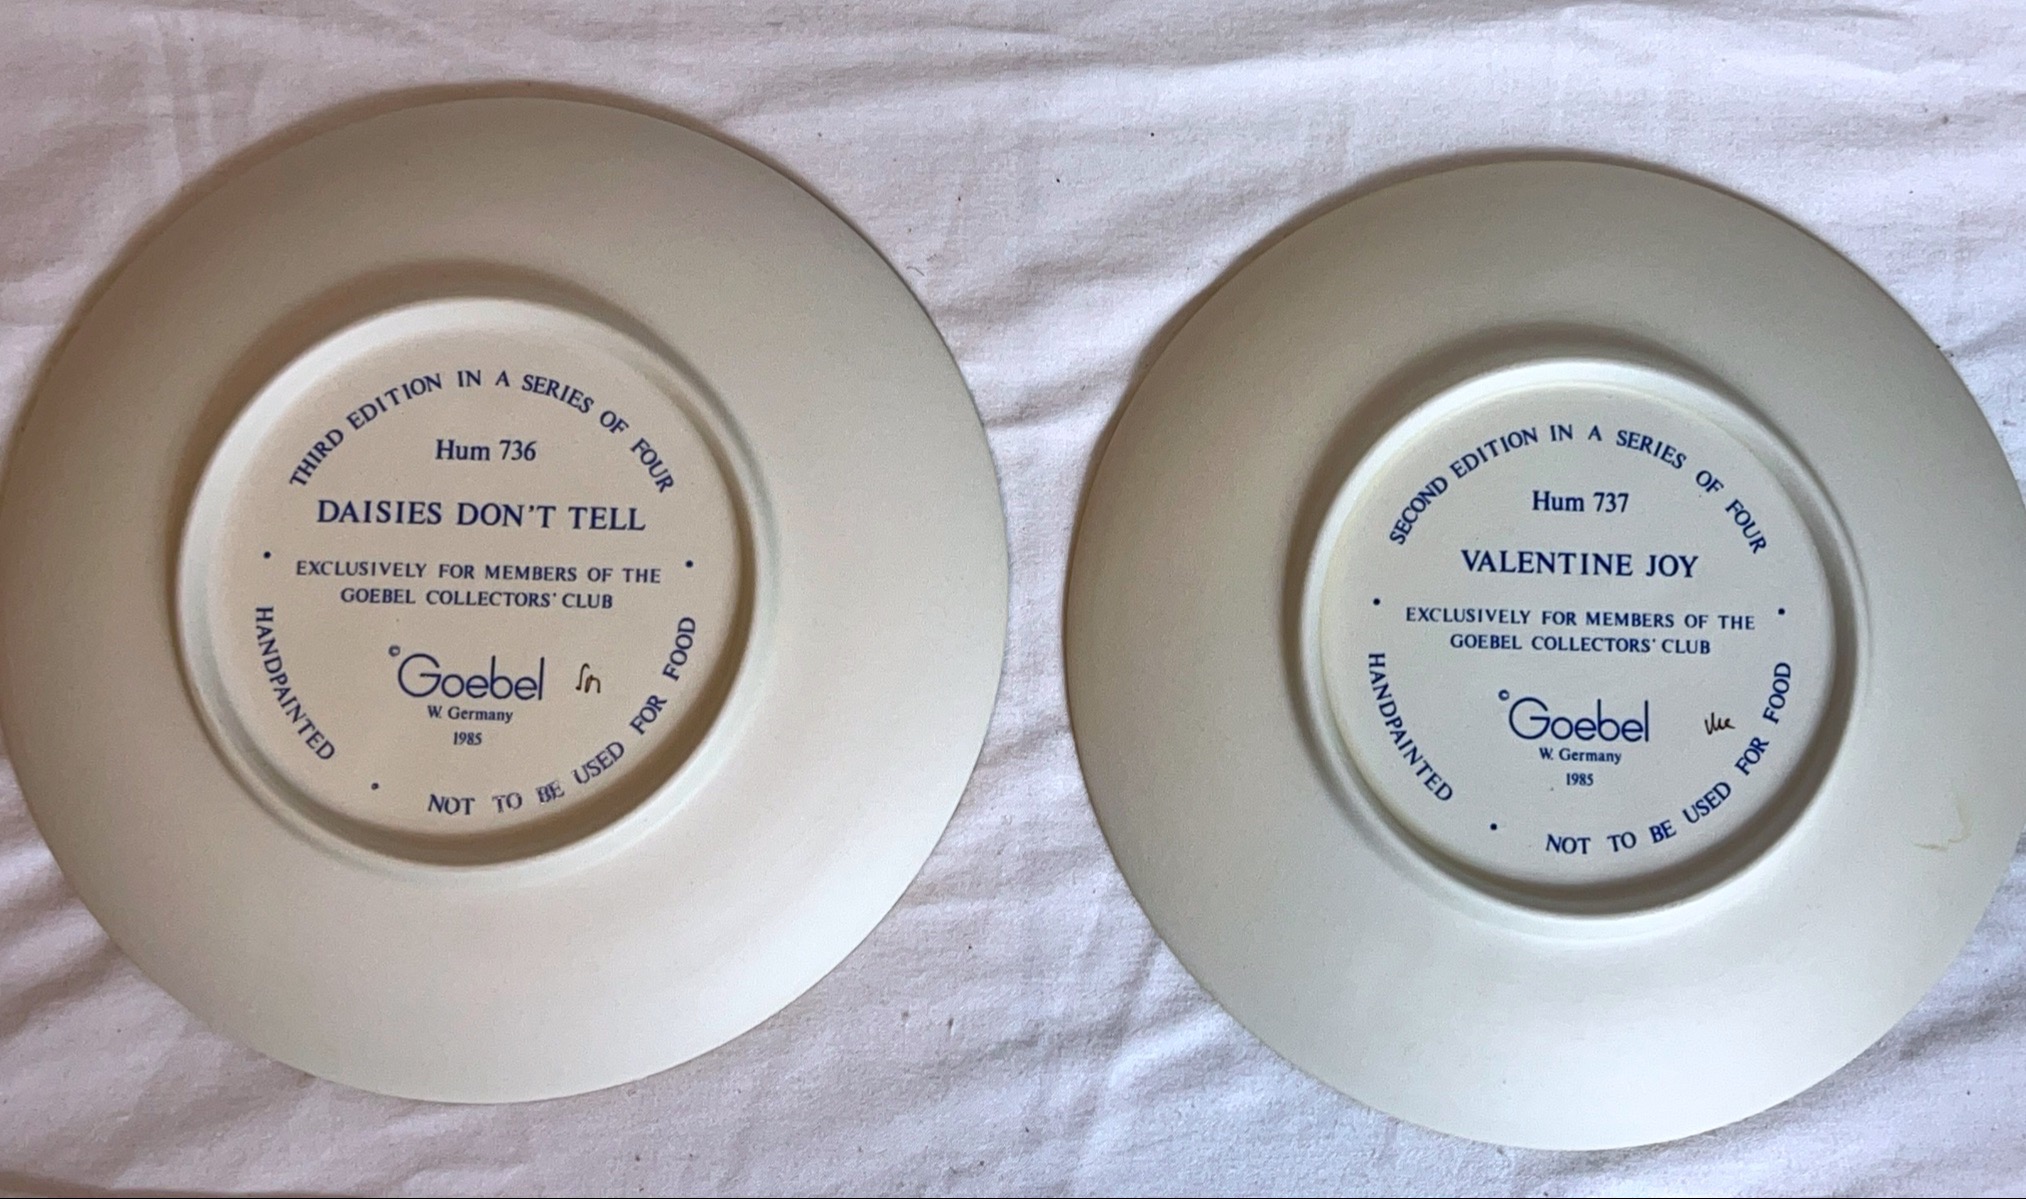 THIRD EDITION IN A SERIES OF FOUR
Hum 736
DAISIES DON'T TELL
EXCLUSIVELY FOR MEMBERS OF THE
GOEBEL COLLECTORS' CLUB
©Goebel
W. Germany
1985
HANDPAINTED • NOT TO BE USED FOR FOOD
SECOND EDITION IN A SERIES OF FOUR
Hum 737
VALENTINE JOY
EXCLUSIVELY FOR MEMBERS OF THE
GOEBEL COLLECTORS' CLUB
©Goebel
W. Germany
1985
HANDPAINTED • NOT TO BE USED FOR FOOD